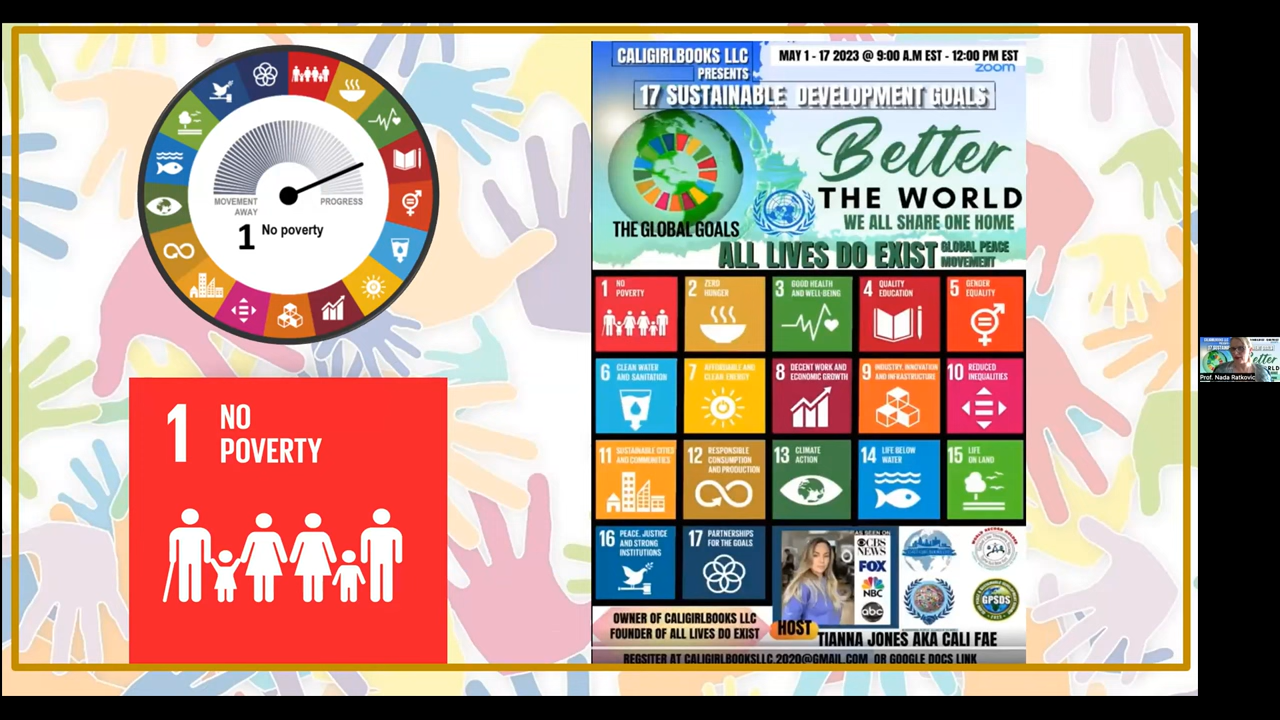 MOVEMENT
AWAY
PROGRESS
1 No poverty
1 NO
POVERTY
CALIGIRLBOOKS LLC
PRESENTS
MAY 1 - 17 2023 @ 9:00 A.M EST - 12:00 PM EST
zoom
17 SUSTAINABLE DEVELOPMENT GOALS
Better
THE WORLD
WE ALL SHARE ONE HOME
THE GLOBAL GOALS
ALL LIVES DO EXIST
GLOBAL PEACE
MOVEMENT
1 NO
POVERTY
2 ZERO
HUNGER
3 GOOD HEALTH
AND WELL-BEING
4 QUALITY
EDUCATION
5 GENDER
EQUALITY
6 CLEAN WATER
AND SANITATION
7 AFFORDABLE AND
CLEAN ENERGY
8 DECENT WORK AND
ECONOMIC GROWTH
9 INDUSTRY, INNOVATION
AND INFRASTRUCTURE
10 REDUCED
INEQUALITIES
11 SUSTAINABLE CITIES
AND COMMUNITIES
12 RESPONSIBLE
CONSUMPTION
AND PRODUCTION
13 CLIMATE
ACTION
14 LIFE BELOW
WATER
15 LIFE
ON LAND
16 PEACE, JUSTICE
AND STRONG
INSTITUTIONS
17 PARTNERSHIPS
FOR THE GOALS
AS SEEN ON
CBS
NEWS
FOX
NBC
abc
GPSDS
OWNER OF CALIGIRLBOOKS LLC
FOUNDER OF ALL LIVES DO EXIST
HOST
TIANNA JONES AKA CALI FAE
REGSITER AT CALIGIRLBOOKSLLC.2020@GMAIL.COM OR GOOGLE DOCS LINK
Prof. Nada Ratkovic